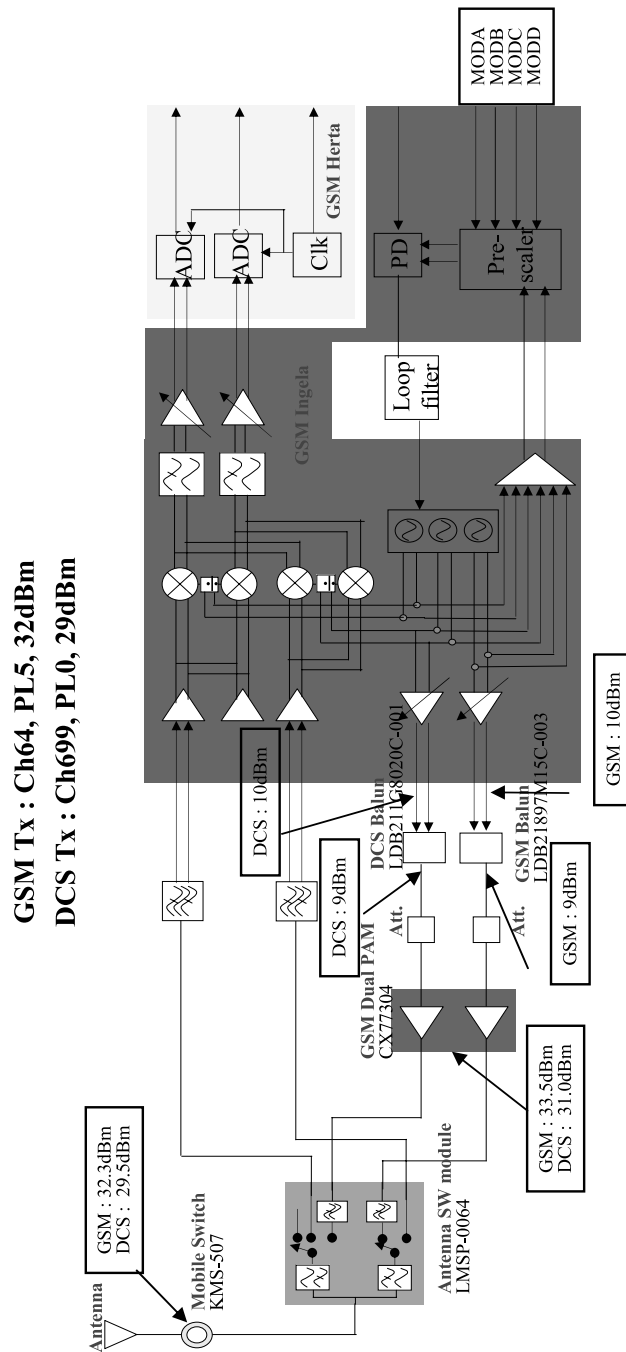 GSM Tx : Ch64, PL5, 32dBm
DCS Tx : Ch699, PL0, 29dBm
Antenna
GSM : 32.3dBm
DCS : 29.5dBm
Mobile Switch
KMS-507
Antenna SW module
LMSP-0064
GSM : 33.5dBm
DCS : 31.0dBm
GSM Dual PAM
CX77304
Att.
Att.
DCS : 9dBm
GSM : 9dBm
DCS Balun
LDB211G8020C-001
GSM Balun
LDB21897M15C-003
DCS : 10dBm
GSM : 10dBm
GSM Ingela
Loop
filter
ADC
ADC
Clk
GSM Herta
PD
Pre-
scaler
MODA
MODB
MODC
MODD